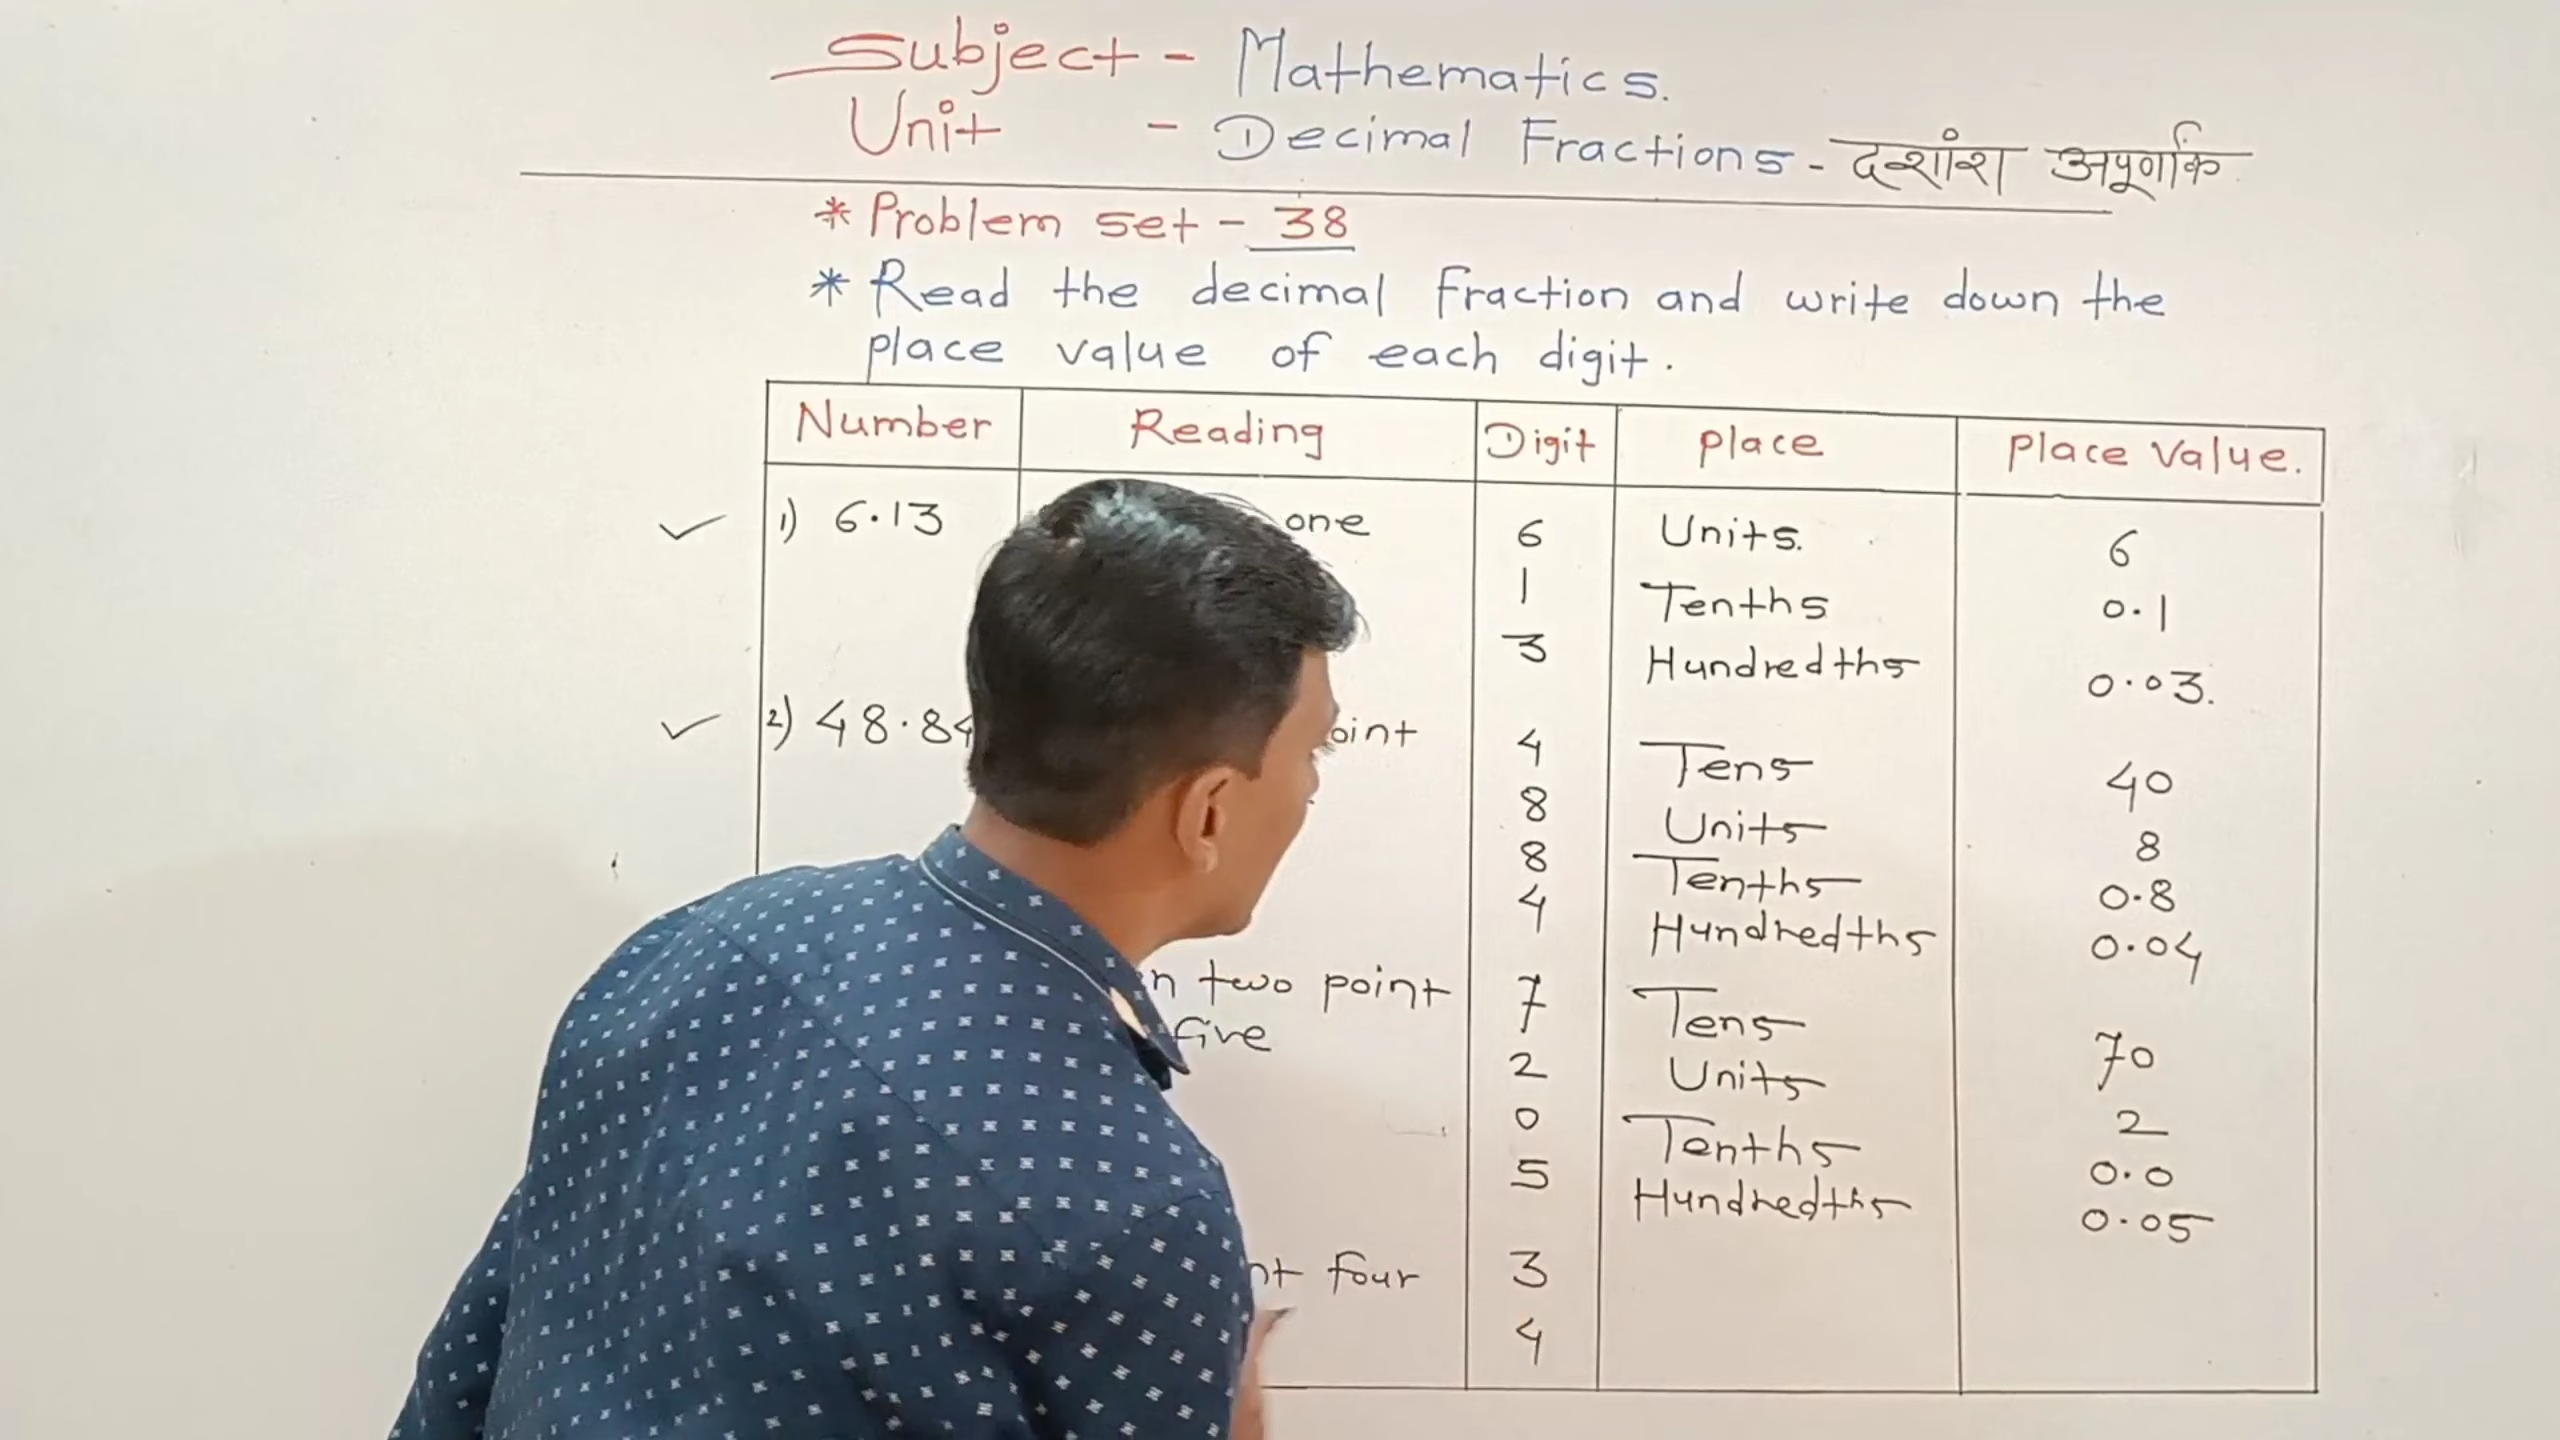 Subject - Mathematics.
Unit - Decimal Fractions - दशांश अपूर्णांक
* Problem set - 38
* Read the decimal fraction and write down the
place value of each digit.
Number Reading Digit Place Place Value.
1) 6.13 one 6 Units. 6
1 Tenths 0.1
3 Hundredths 0.03.
2) 48.84 4 Tens 40
8 Units 8
8 Tenths 0.8
4 Hundredths 0.04
two point 7 Tens 70
five 2 Units 2
0 Tenths 0.0
5 Hundredths 0.05
four 3
4